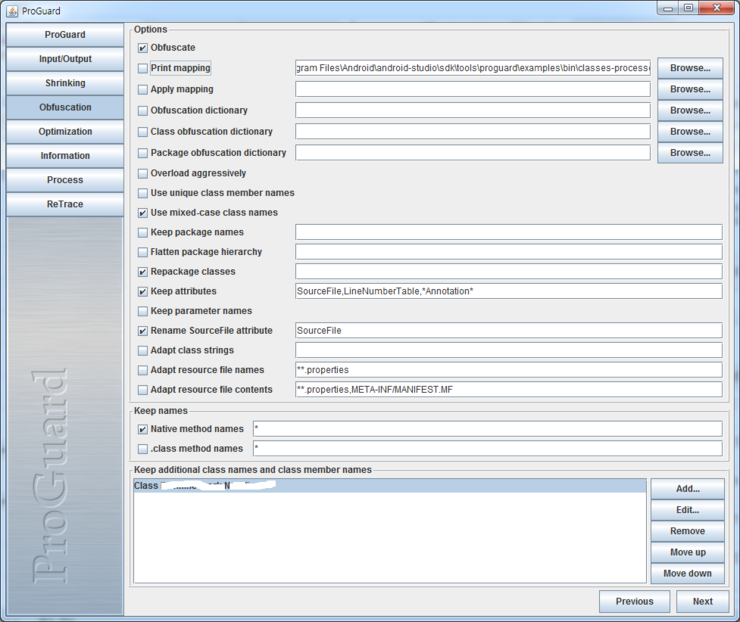 ProGuard
ProGuard
Input/Output
Shrinking
Obfuscation
Optimization
Information
Process
ReTrace
ProGuard
Options
Obfuscate
Print mapping gram Files\Android\android-studio\sdk\tools\proguard\examples\bin\classes-processe Browse...
Apply mapping Browse...
Obfuscation dictionary Browse...
Class obfuscation dictionary Browse...
Package obfuscation dictionary Browse...
Overload aggressively
Use unique class member names
Use mixed-case class names
Keep package names
Flatten package hierarchy
Repackage classes
Keep attributes SourceFile,LineNumberTable,*Annotation*
Keep parameter names
Rename SourceFile attribute SourceFile
Adapt class strings
Adapt resource file names **.properties
Adapt resource file contents **.properties,META-INF/MANIFEST.MF
Keep names
Native method names *
.class method names *
Keep additional class names and class member names
Class
Add...
Edit...
Remove
Move up
Move down
Previous Next